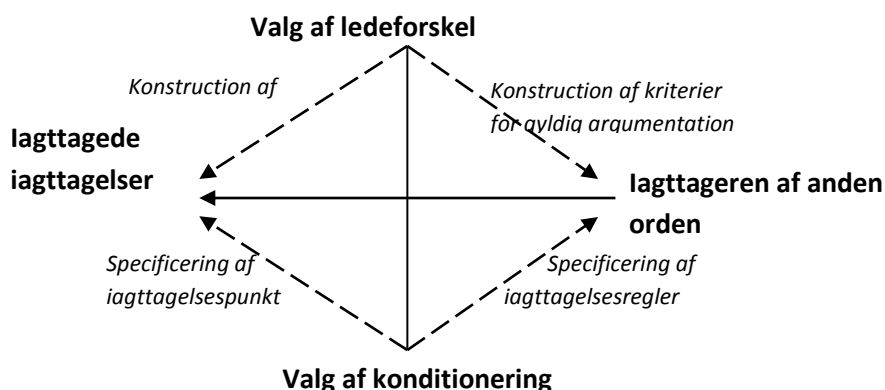 Valg af ledeforskel
Konstruction af
Konstruction af kriterier
for gyldig argumentation
Iagttagede
iagttagelser
Iagttageren af anden
orden
Specificering af
iagttagelsespunkt
Specificering af
iagttagelsesregler
Valg af konditionering